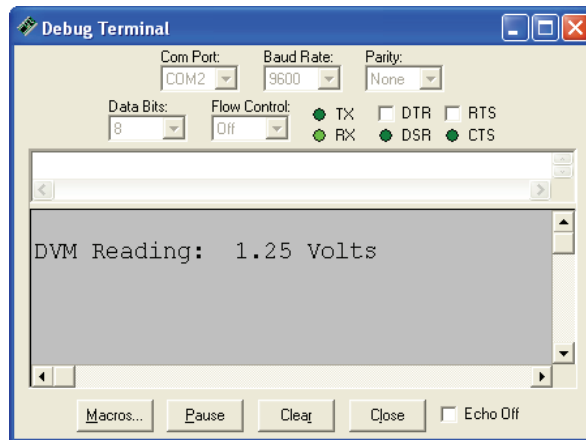 Debug Terminal
Com Port: Baud Rate: Parity:
COM2 9600 None
Data Bits: Flow Control: TX DTR RTS
8 Off RX DSR CTS
DVM Reading: 1.25 Volts
Macros... Pause Clear Close Echo Off